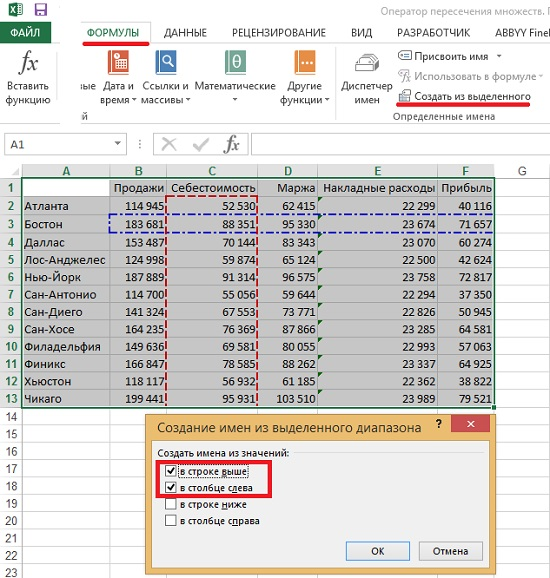 Оператор пересечения множеств.
ФАЙЛ ФОРМУЛЫ ДАННЫЕ РЕЦЕНЗИРОВАНИЕ ВИД РАЗРАБОТЧИК ABBYY FineI
fx Вставить функцию
ые
й
Дата и время
Ссылки и массивы
Математические
Другие функции
Диспетчер имен
Присвоить имя
Использовать в формуле
Создать из выделенного
Определенные имена
A1 fx
A B C D E F G
1 Продажи Себестоимость Маржа Накладные расходы Прибыль
2 Атланта 114 945 52 530 62 415 22 299 40 116
3 Бостон 183 681 88 351 95 330 23 674 71 657
4 Даллас 153 487 70 144 83 343 23 070 60 274
5 Лос-Анджелес 124 998 59 874 65 124 22 500 42 624
6 Нью-Йорк 187 889 91 314 96 575 23 758 72 817
7 Сан-Антонио 114 700 55 056 59 644 22 294 37 350
8 Сан-Диего 141 324 67 553 73 771 22 826 50 945
9 Сан-Хосе 164 235 76 369 87 866 23 285 64 581
10 Филадельфия 149 636 69 581 80 055 22 993 57 063
11 Финикс 166 847 78 585 88 262 23 337 64 925
12 Хьюстон 118 117 56 932 61 185 22 362 38 822
13 Чикаго 199 441 95 931 103 510 23 989 79 521
14
15
16
17
18
19
20
21
22
23
Создание имен из выделенного диапазона ? x
Создать имена из значений:
в строке выше
в столбце слева
в строке ниже
в столбце справа
ОК Отмена